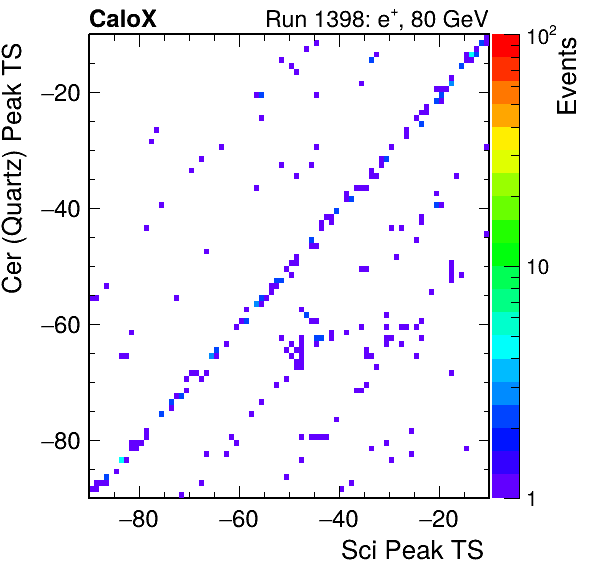 CaloX Run 1398: e+, 80 GeV
Cer (Quartz) Peak TS
−20
−40
−60
−80
−80 −60 −40 −20
Sci Peak TS
10²
10
1
Events